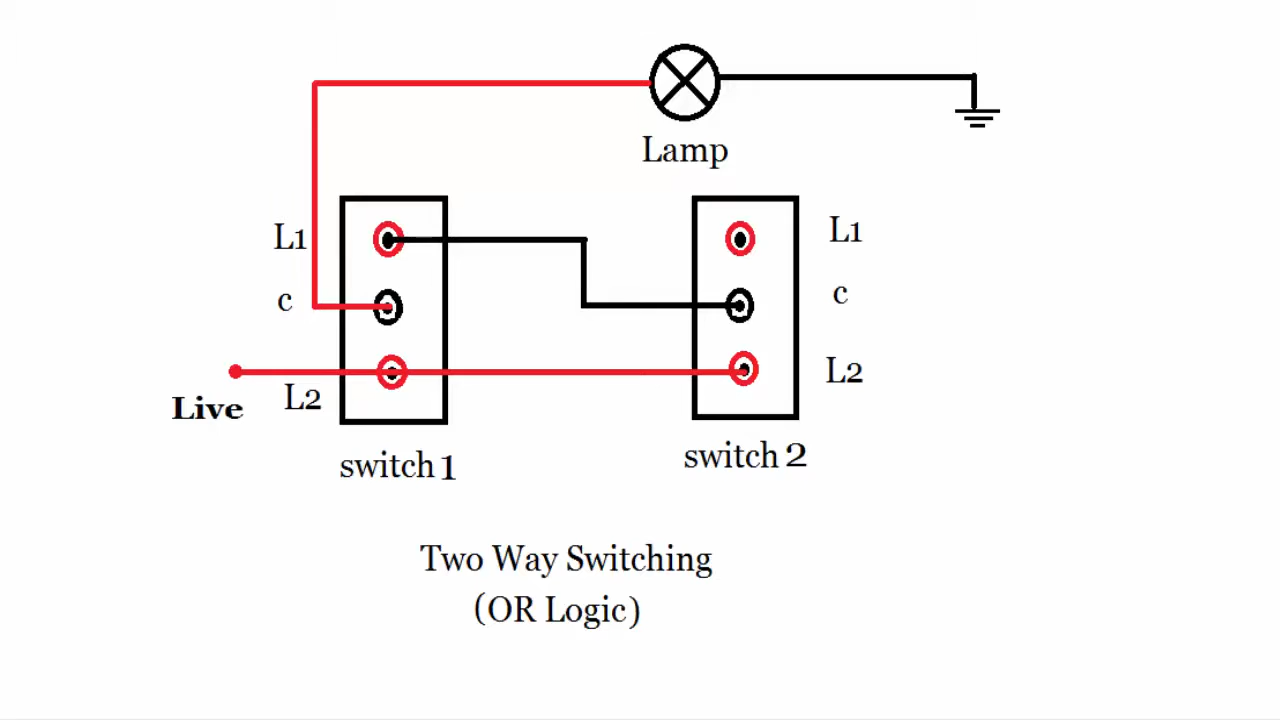 Lamp
L1
L1
c
c
L2
L2
Live
switch 1
switch 2
Two Way Switching
(OR Logic)